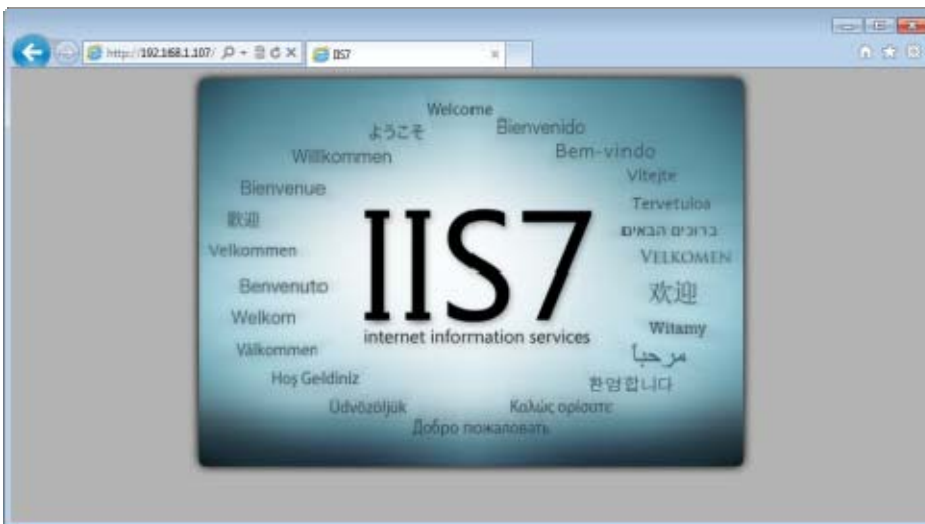 http://192.168.1.107/
IIS7
Welcome
ようこそ
Bienvenido
Willkommen
Bem-vindo
Bienvenue
Vítejte
Tervetuloa
歡迎
ברוכים הבאים
Velkommen
VELKOMEN
Benvenuto
欢迎
IIS7
Welkom
internet information services
Witamy
Välkommen
مرحباً
Hoş Geldiniz
환영합니다
Üdvözöljük
Καλώς ορίσατε
Добро пожаловать